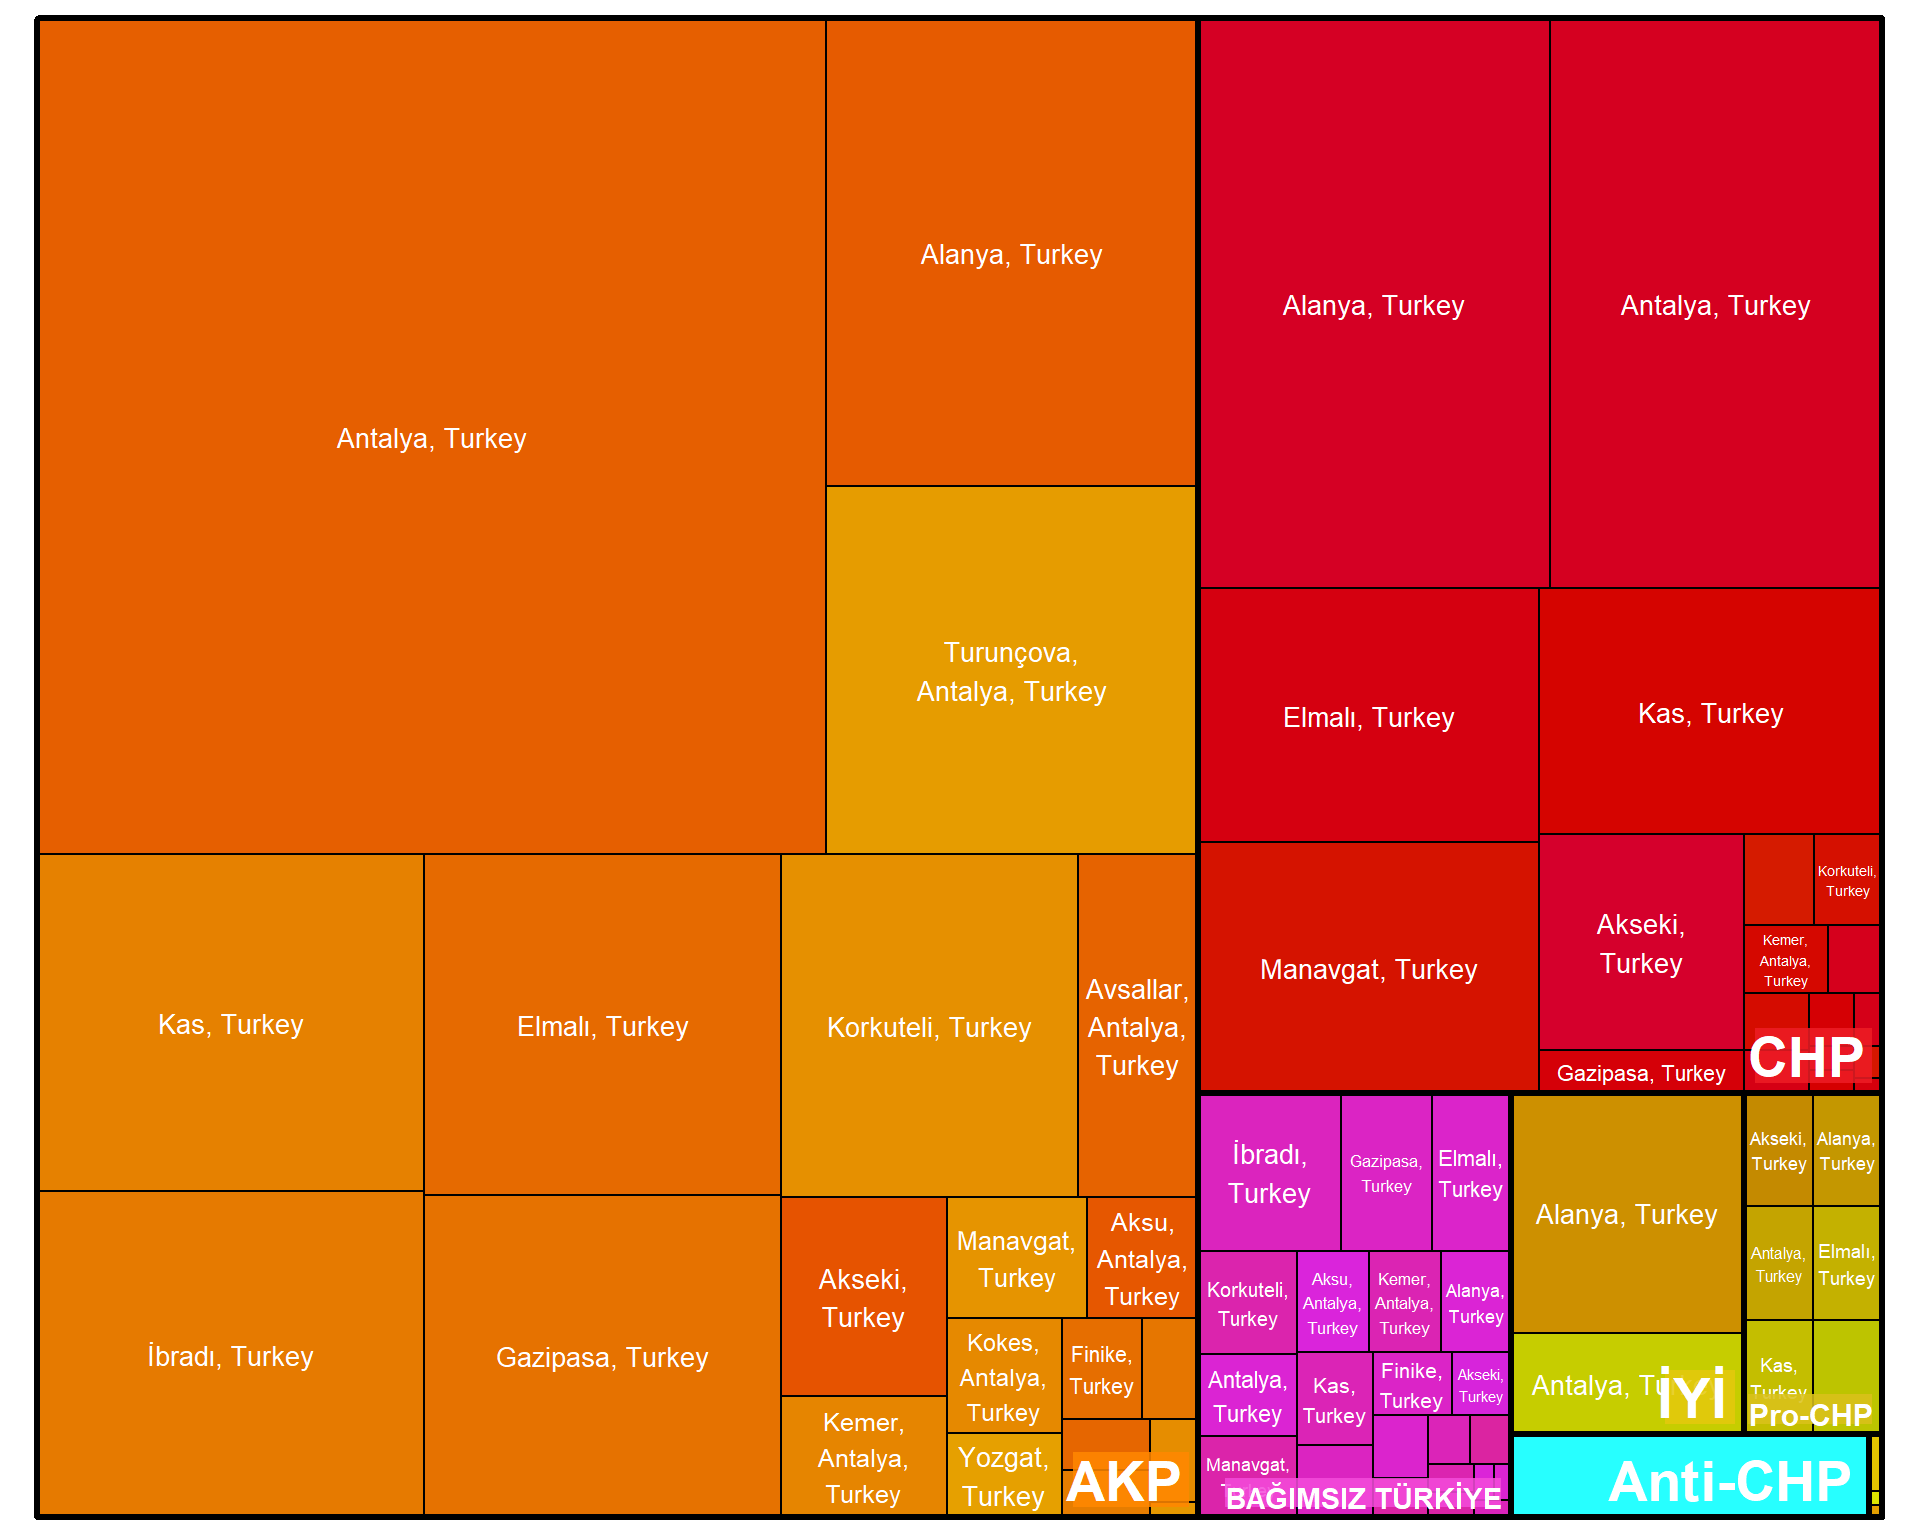 Antalya, Turkey
Alanya, Turkey
Turunçova,
Antalya, Turkey
Kas, Turkey
Elmalı, Turkey
Korkuteli, Turkey
Avsallar,
Antalya,
Turkey
İbradı, Turkey
Gazipasa, Turkey
Akseki,
Turkey
Manavgat,
Turkey
Aksu,
Antalya,
Turkey
Kemer,
Antalya,
Turkey
Kokes,
Antalya,
Turkey
Finike,
Turkey
Yozgat,
Turkey
AKP
Alanya, Turkey
Antalya, Turkey
Elmalı, Turkey
Kas, Turkey
Manavgat, Turkey
Akseki,
Turkey
Korkuteli,
Turkey
Kemer,
Antalya,
Turkey
Gazipasa, Turkey
CHP
İbradı,
Turkey
Gazipasa,
Turkey
Elmalı,
Turkey
Korkuteli,
Turkey
Aksu,
Antalya,
Turkey
Kemer,
Antalya,
Turkey
Alanya,
Turkey
Antalya,
Turkey
Kas,
Turkey
Finike,
Turkey
Akseki,
Turkey
Manavgat,
BAĞIMSIZ TÜRKİYE
Alanya, Turkey
Antalya, Turkey
İYİ
Akseki,
Turkey
Alanya,
Turkey
Antalya,
Turkey
Elmalı,
Turkey
Kas,
Turkey
Pro-CHP
Anti-CHP